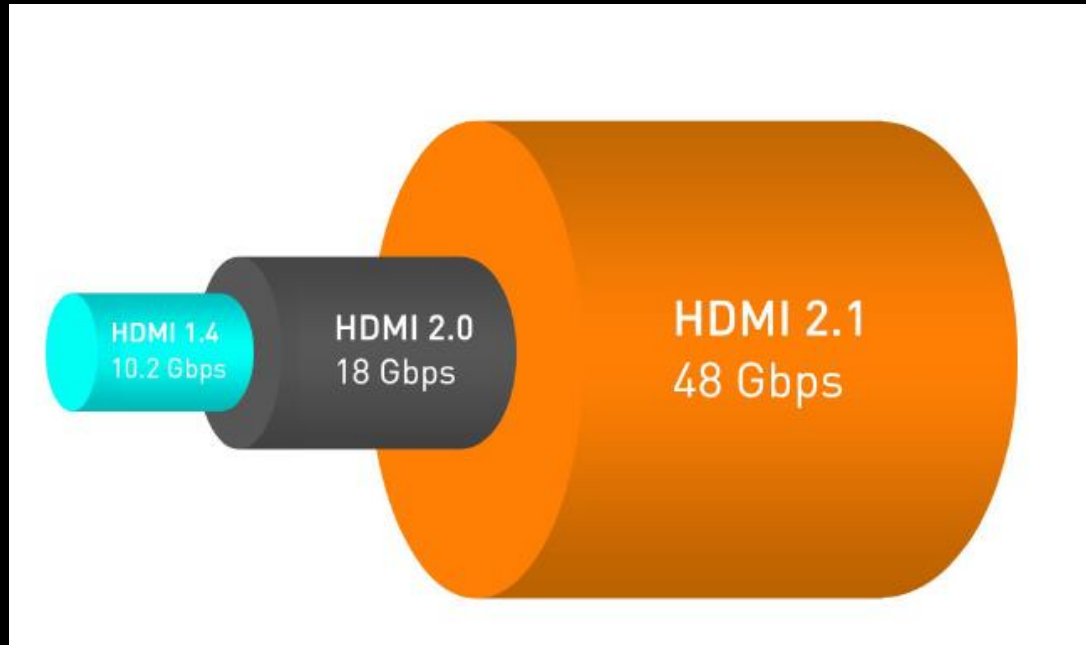 HDMI 1.4
10.2 Gbps
HDMI 2.0
18 Gbps
HDMI 2.1
48 Gbps